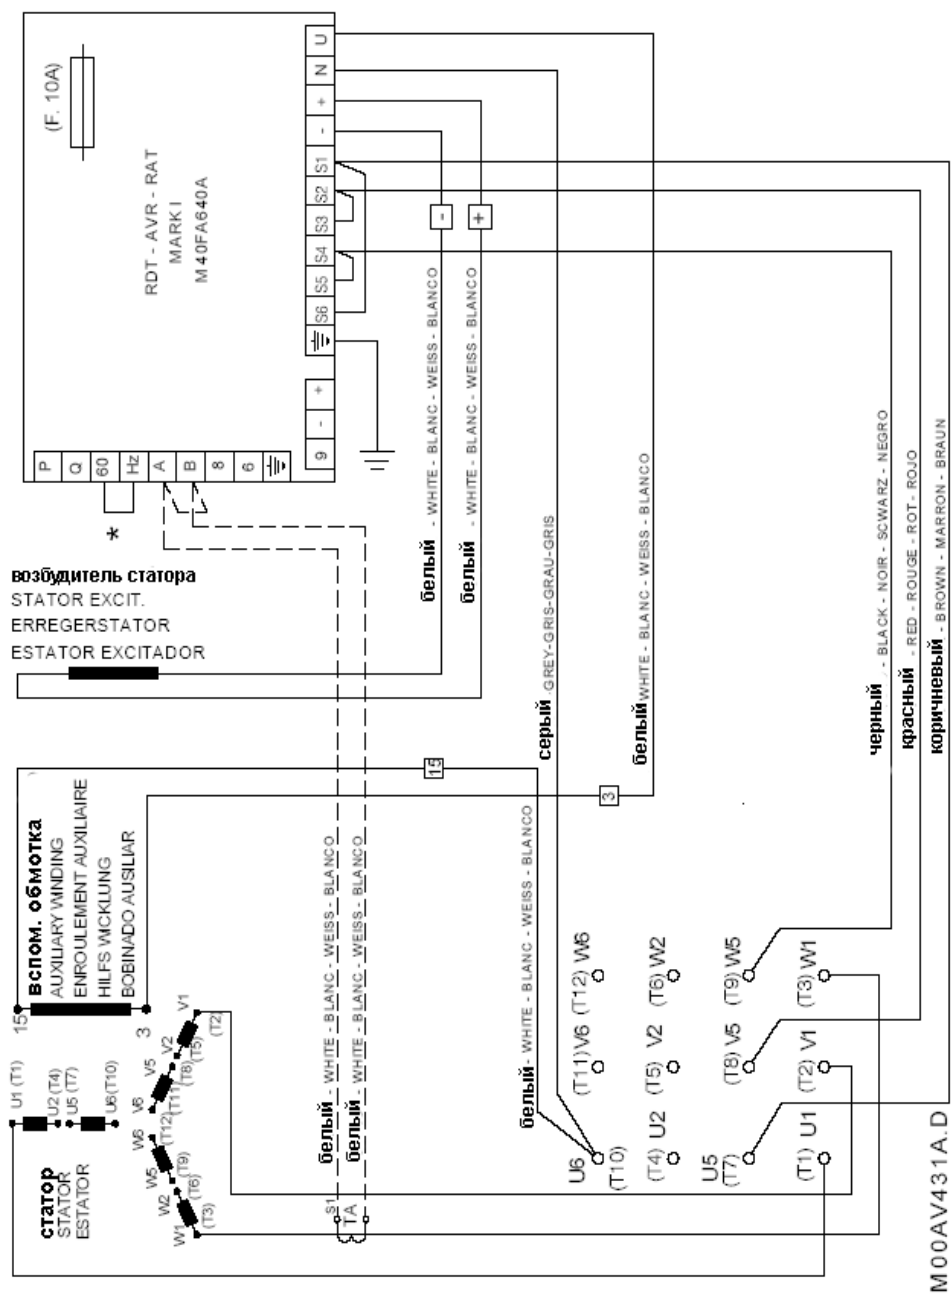 (F. 10A)
RDT - AVR - RAT
MARK I
M40FA640A
U
N
+
-
S1
S2
S3
S4
S5
S6
+
-
9
P
Q
60
Hz
A
B
8
6
*
-
+
возбудитель статора
STATOR EXCIT.
ERREGERSTATOR
ESTATOR EXCITADOR
белый - WHITE - BLANC - WEISS - BLANCO
белый - WHITE - BLANC - WEISS - BLANCO
серый GREY-GRIS-GRAU-GRIS
белый WHITE - BLANC - WEISS - BLANCO
черный - BLACK - NOIR - SCWARZ - NEGRO
красный - RED - ROUGE - ROT - ROJO
коричневый - BROWN - MARRON - BRAUN
15
3
вспом. обмотка
AUXILIARY WINDING
ENROULEMENT AUXILIAIRE
HILFS WICKLUNG
BOBINADO AUSILIAR
15
3
U1 (T1)
U2 (T4)
U5 (T7)
U6 (T10)
V1
(T2)
V2
(T5)
V5
(T8)
V6
(T11)
W6
(T12)
W5
(T9)
W2
(T6)
W1
(T3)
статор
STATOR
ESTATOR
белый - WHITE - BLANC - WEISS - BLANCO
белый - WHITE - BLANC - WEISS - BLANCO
S1
TA
белый - WHITE - BLANC - WEISS - BLANCO
U6
(T10)
(T11) V6
(T12) W6
(T4) U2
(T5) V2
(T6) W2
U5
(T7)
(T8) V5
(T9) W5
(T1) U1
(T2) V1
(T3) W1
M00AV431A.D